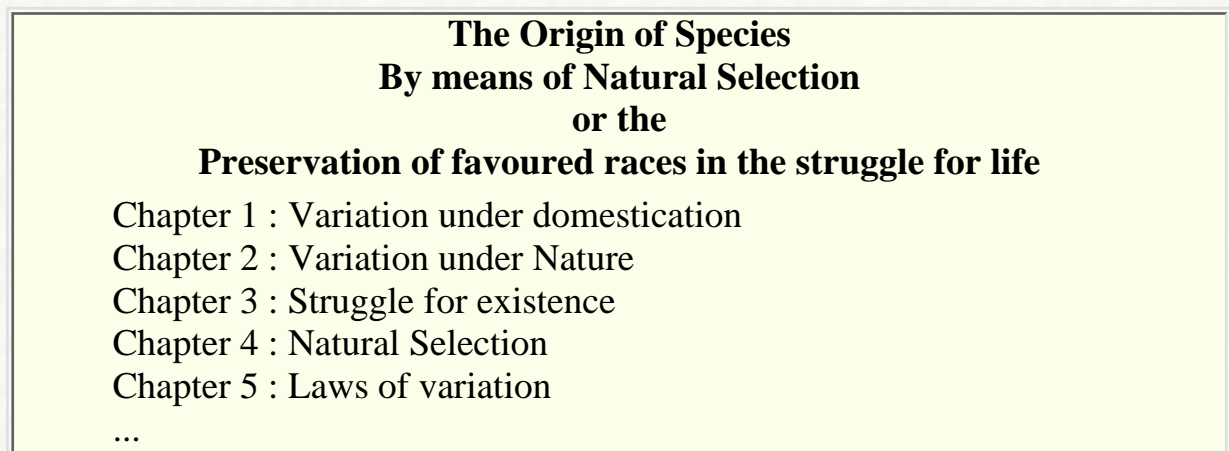 The Origin of Species
By means of Natural Selection
or the
Preservation of favoured races in the struggle for life
Chapter 1 : Variation under domestication
Chapter 2 : Variation under Nature
Chapter 3 : Struggle for existence
Chapter 4 : Natural Selection
Chapter 5 : Laws of variation
...